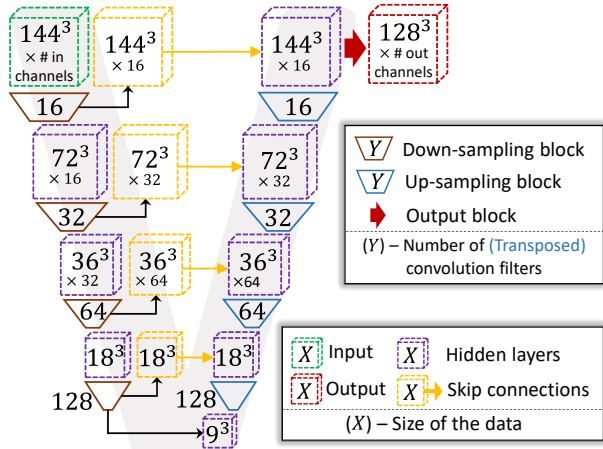 144³ × # in channels
144³ × 16
144³ × 16
128³ × # out channels
16
16
72³ × 16
72³ × 32
72³ × 32
32
32
36³ × 32
36³ × 64
36³ ×64
64
64
18³
18³
18³
128
128
9³
Y Down-sampling block
Y Up-sampling block
Output block
(Y) – Number of (Transposed)
convolution filters
X Input
X Hidden layers
X Output
X Skip connections
(X) – Size of the data